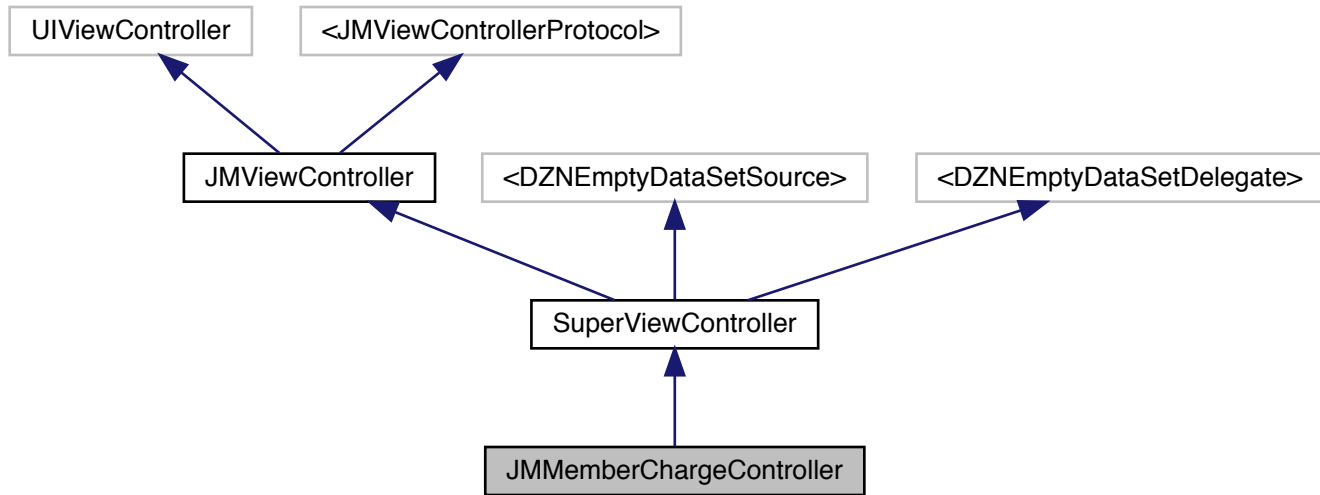 UIViewController
<JMViewControllerProtocol>
JMViewController
<DZNEmptyDataSetSource>
<DZNEmptyDataSetDelegate>
SuperViewController
JMMemberChargeController